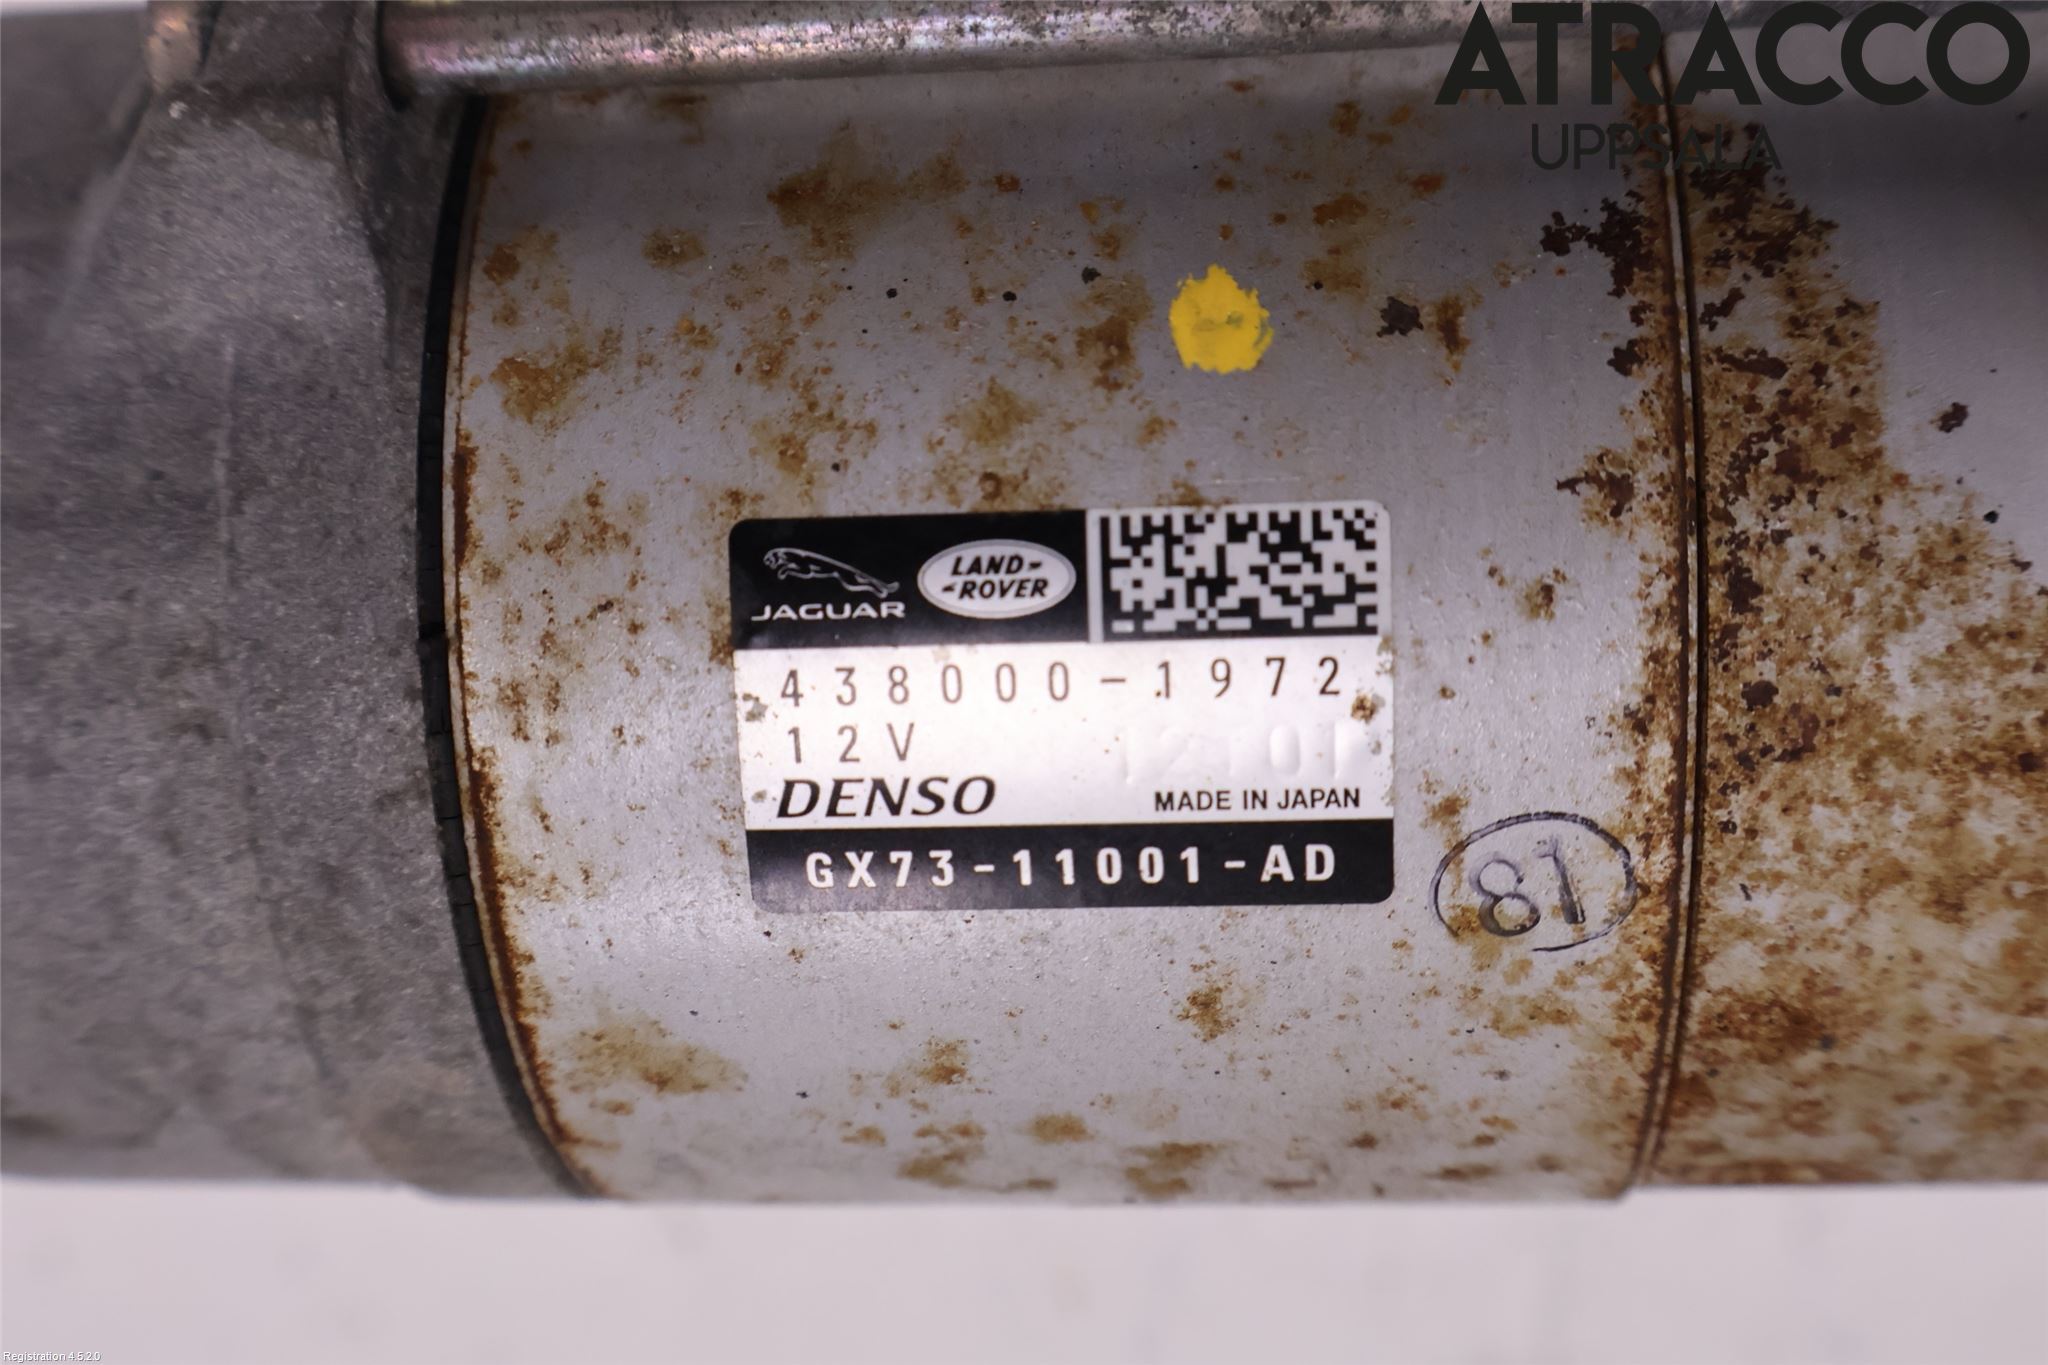 ATRACCO
UPPSALA
JAGUAR
LAND-
-ROVER
438000-1972
12V
DENSO
MADE IN JAPAN
GX73-11001-AD
81
Registration 4.5.2.0